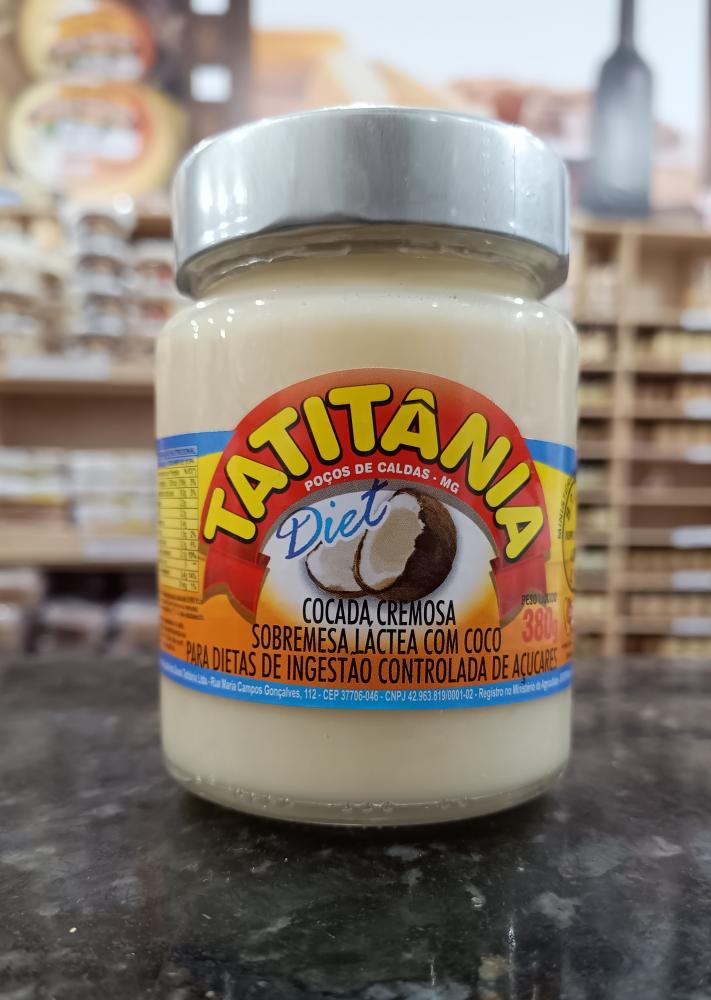 TATITÂNIA
POÇOS DE CALDAS - MG
Diet
COCADA CREMOSA
SOBREMESA LÁCTEA COM COCO
PARA DIETAS DE INGESTÃO CONTROLADA DE AÇUCARES
PESO LÍQUIDO
380g
Ltda - Rua Maria Campos Gonçalves, 112 - CEP 37706-046 - CNPJ 42.963.819/0001-02 - Registro no Ministério da Agricultura